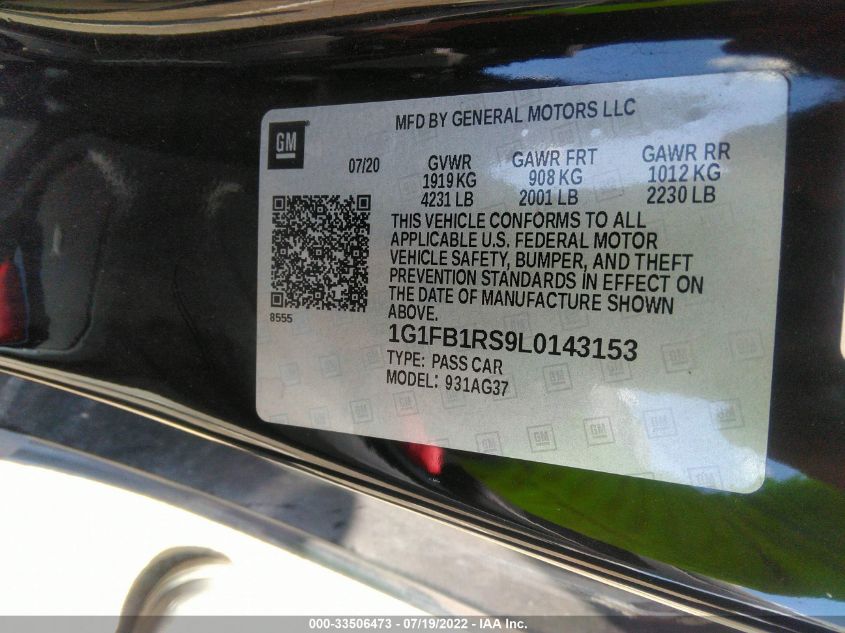 MFD BY GENERAL MOTORS LLC
GM
07/20 GVWR GAWR FRT GAWR RR
1919 KG 908 KG 1012 KG
4231 LB 2001 LB 2230 LB
THIS VEHICLE CONFORMS TO ALL
APPLICABLE U.S. FEDERAL MOTOR
VEHICLE SAFETY, BUMPER, AND THEFT
PREVENTION STANDARDS IN EFFECT ON
THE DATE OF MANUFACTURE SHOWN
ABOVE.
8555
1G1FB1RS9L0143153
TYPE: PASS CAR
MODEL: 931AG37
000-33506473 - 07/19/2022 - IAA Inc.